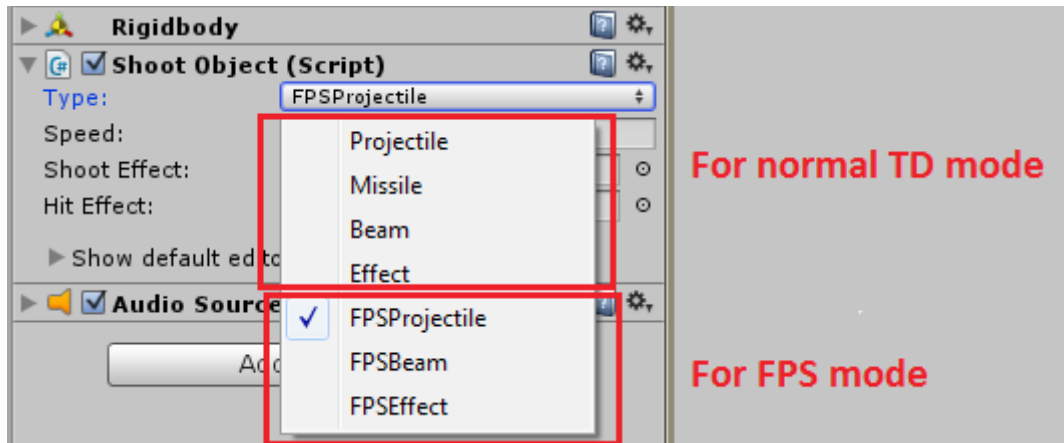 Rigidbody
Shoot Object (Script)
Type: FPSProjectile
Speed:
Projectile
Shoot Effect:
Missile
For normal TD mode
Hit Effect:
Beam
Show default edito
Effect
Audio Source
FPSProjectile
FPSBeam
For FPS mode
FPSEffect